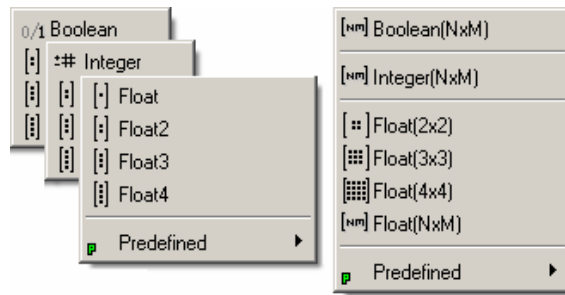 0/1 Boolean
±# Integer
Float
Float2
Float3
Float4
P Predefined
[NM] Boolean(NxM)
[NM] Integer(NxM)
Float(2x2)
Float(3x3)
Float(4x4)
[NM] Float(NxM)
P Predefined